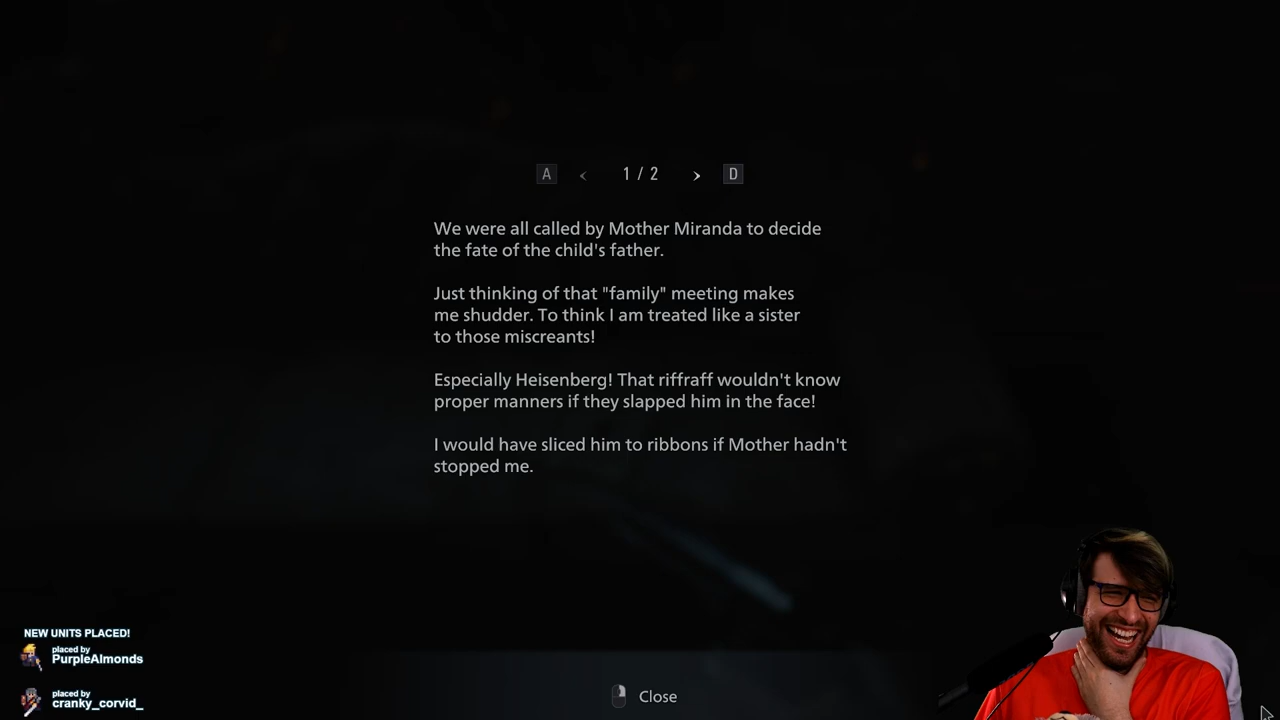 A < 1 / 2 > D
We were all called by Mother Miranda to decide
the fate of the child's father.
Just thinking of that "family" meeting makes
me shudder. To think I am treated like a sister
to those miscreants!
Especially Heisenberg! That riffraff wouldn't know
proper manners if they slapped him in the face!
I would have sliced him to ribbons if Mother hadn't
stopped me.
NEW UNITS PLACED!
placed by
PurpleAlmonds
placed by
cranky_corvid_
Close